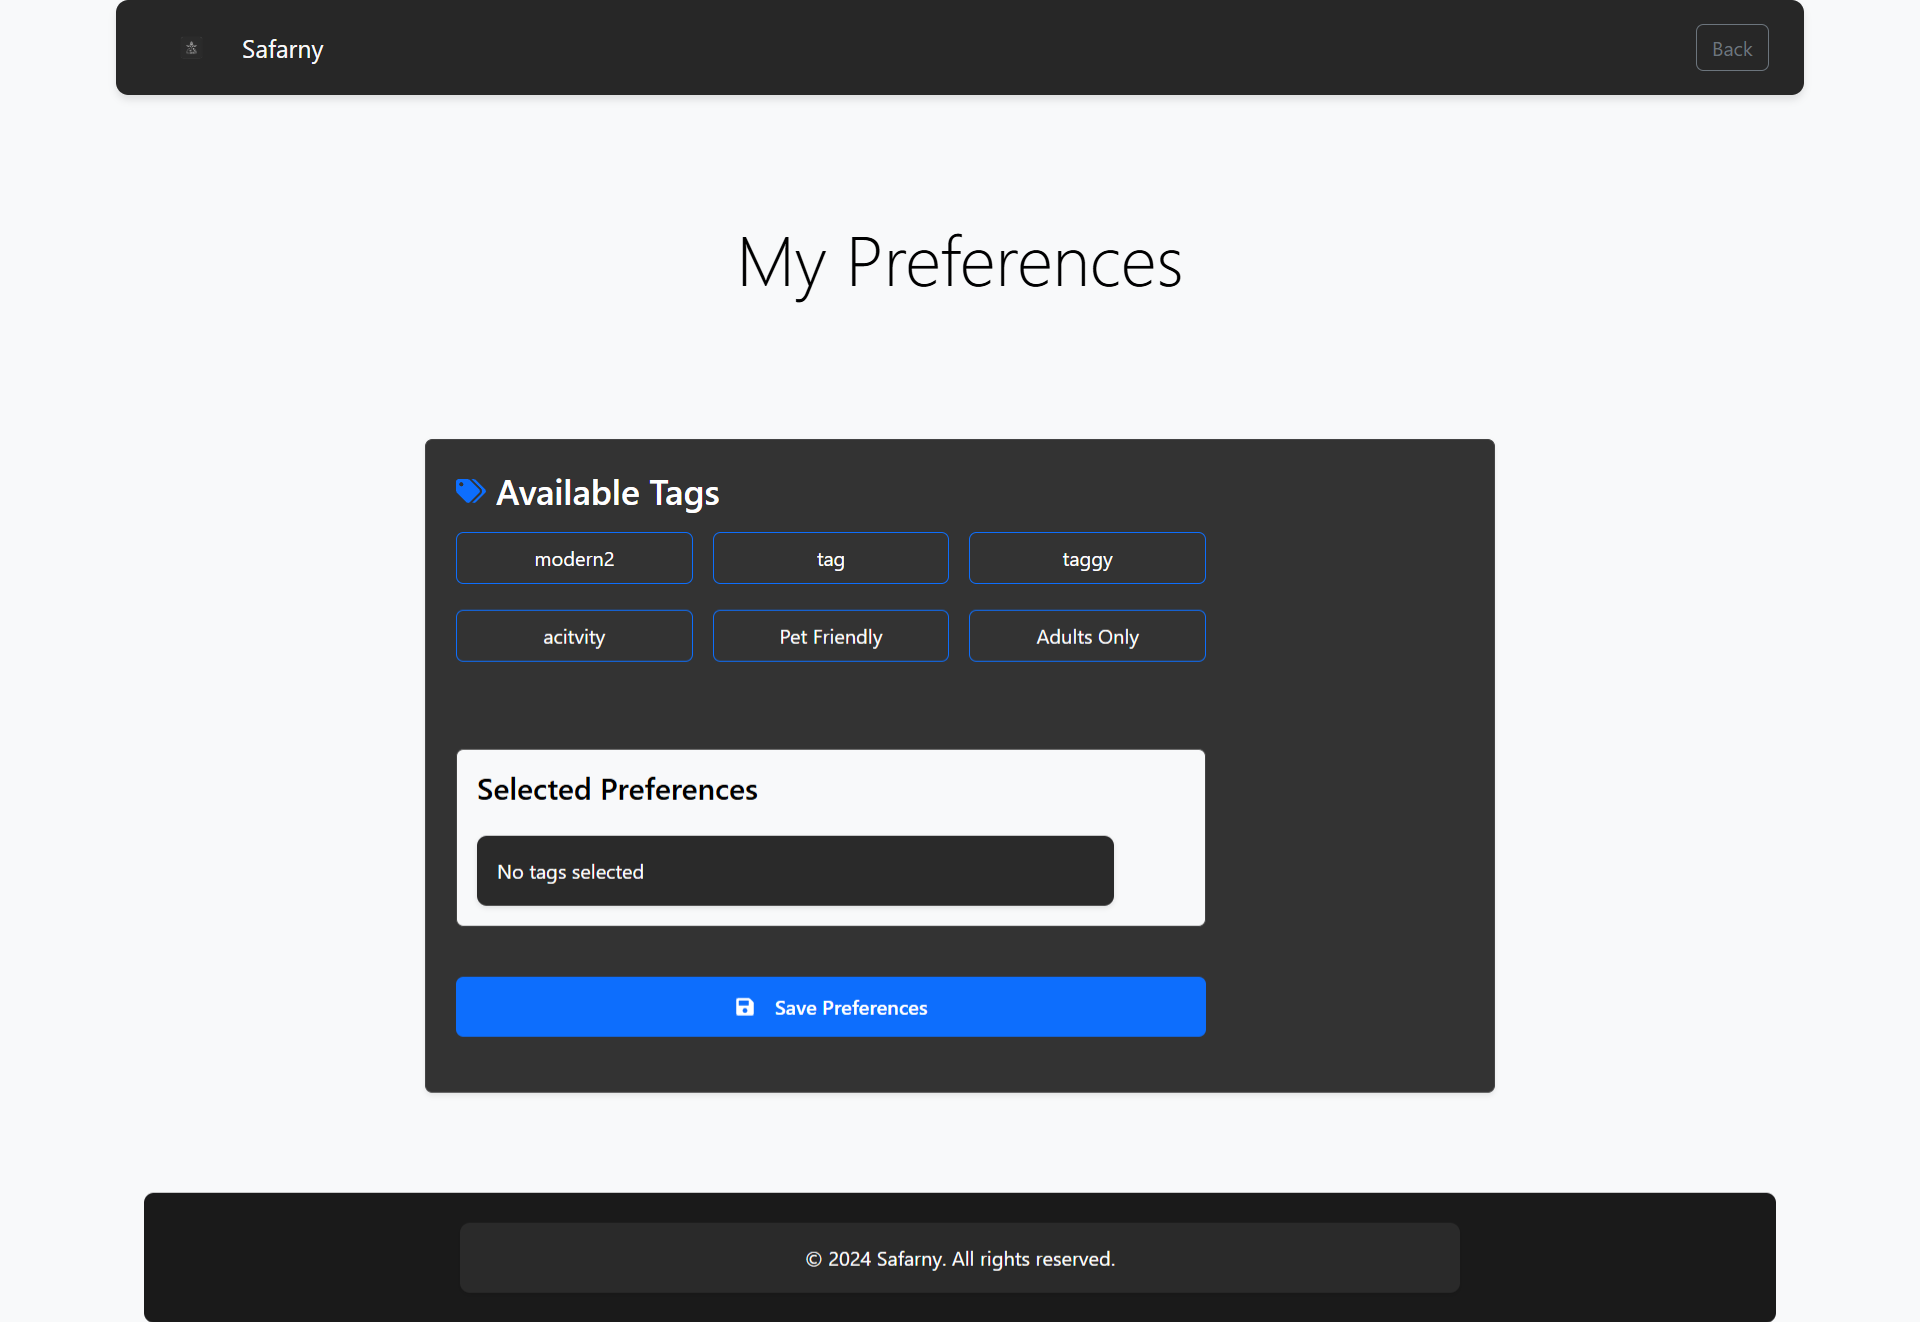 Safarny
Back
My Preferences
Available Tags
modern2
tag
taggy
acitvity
Pet Friendly
Adults Only
Selected Preferences
No tags selected
Save Preferences
© 2024 Safarny. All rights reserved.